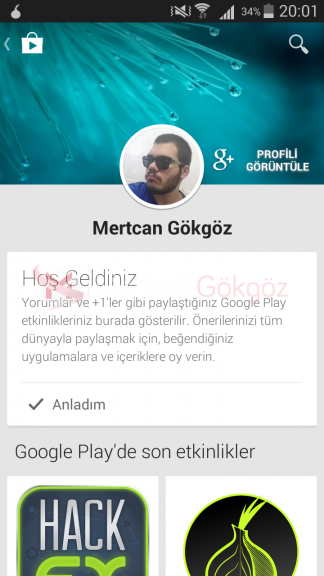 34% 20:01
g+ PROFİLİ
GÖRÜNTÜLE
Mertcan Gökgöz
Hoş Geldiniz
Gökgöz
Yorumlar ve +1'ler gibi paylaştığınız Google Play
etkinlikleriniz burada gösterilir. Önerilerinizi tüm
dünyayla paylaşmak için, beğendiğiniz
uygulamalara ve içeriklere oy verin.
Anladım
Google Play'de son etkinlikler
HACK
EX